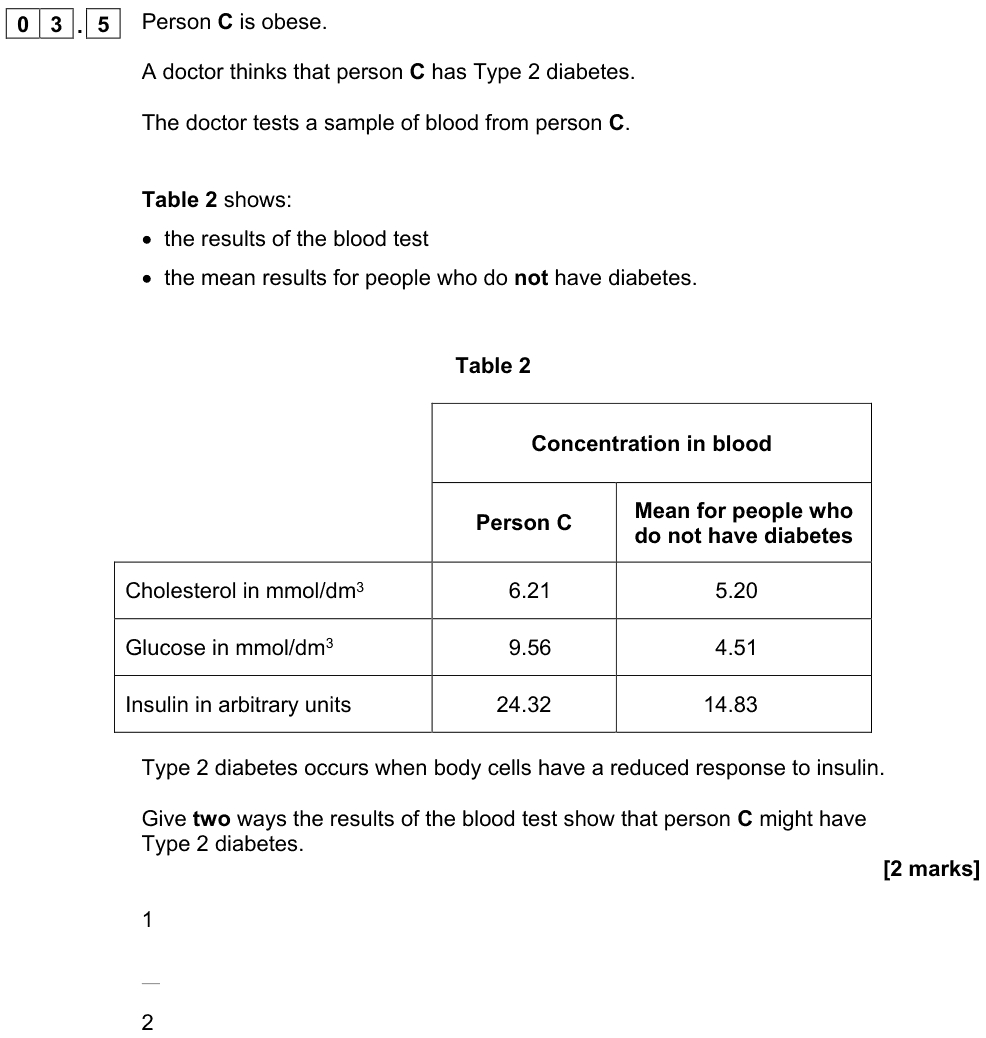 0 3 . 5 Person C is obese.
A doctor thinks that person C has Type 2 diabetes.
The doctor tests a sample of blood from person C.
Table 2 shows:
• the results of the blood test
• the mean results for people who do not have diabetes.
Table 2
Concentration in blood
Person C Mean for people who do not have diabetes
Cholesterol in mmol/dm³ 6.21 5.20
Glucose in mmol/dm³ 9.56 4.51
Insulin in arbitrary units 24.32 14.83
Type 2 diabetes occurs when body cells have a reduced response to insulin.
Give two ways the results of the blood test show that person C might have
Type 2 diabetes.
[2 marks]
1
2